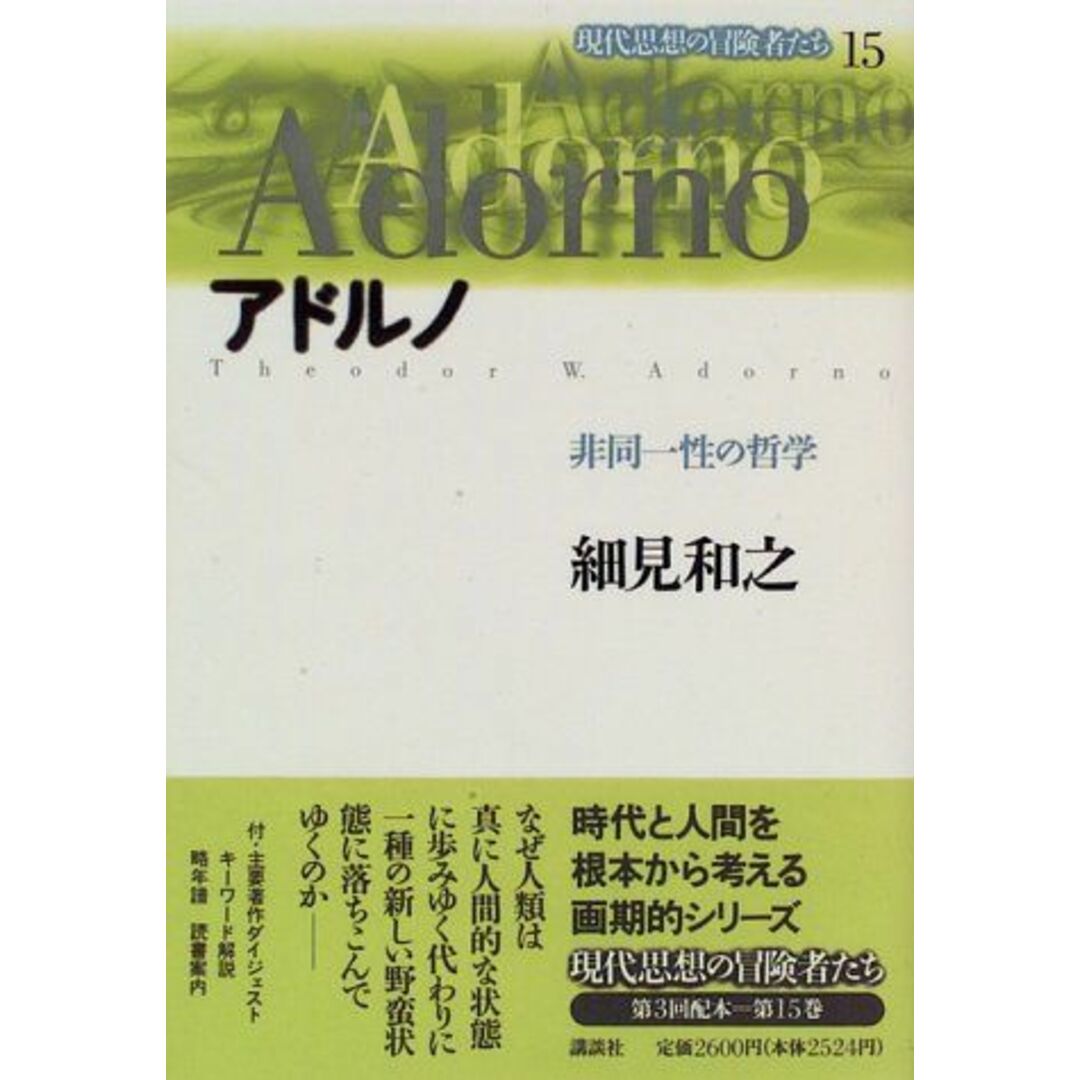 現代思想の冒険者たち 15
Adorno
Adorno
Adorno
アドルノ
Theodor W. Adorno
非同一性の哲学
細見和之
時代と人間を
根本から考える
画期的シリーズ
現代思想の冒険者たち
第3回配本=第15巻
講談社 定価2600円(本体2524円)
なぜ人類は
真に人間的な状態
に歩みゆく代わりに
一種の新しい野蛮状
態に落ちこんで
ゆくのか──
付・主要著作ダイジェスト
キーワード解説
略年譜 読書案内